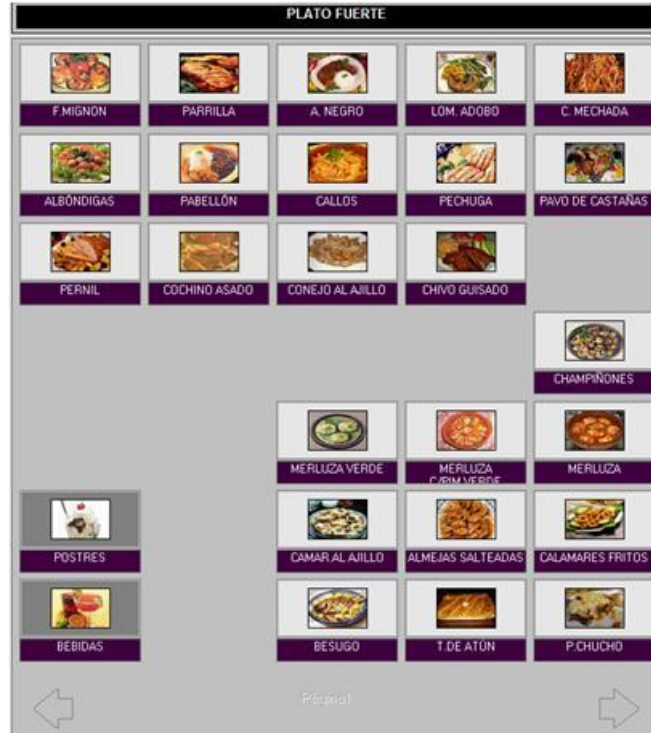 PLATO FUERTE
F.MIGNON
PARRILLA
A. NEGRO
LOM. ADOBO
C. MECHADA
ALBÓNDIGAS
PABELLÓN
CALLOS
PECHUGA
PAVO DE CASTAÑAS
PERNIL
COCHINO ASADO
CONEJO AL AJILLO
CHIVO GUISADO
CHAMPIÑONES
MERLUZA VERDE
MERLUZA
C/PIM.VERDE
MERLUZA
POSTRES
CAMAR.AL AJILLO
ALMEJAS SALTEADAS
CALAMARES FRITOS
BEBIDAS
BESUGO
T.DE ATÚN
P.CHUCHO